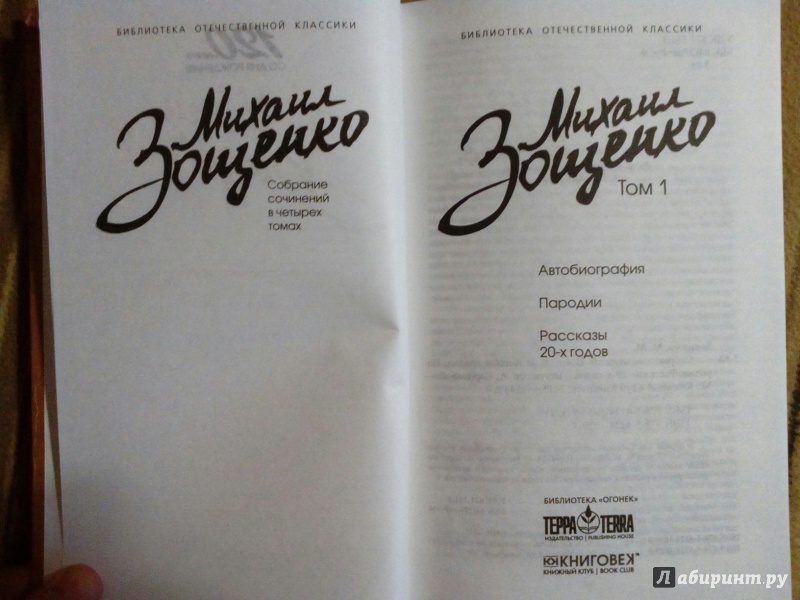 БИБЛИОТЕКА ОТЕЧЕСТВЕННОЙ КЛАССИКИ
Михаил
Зощенко
Собрание
сочинений
в четырех
томах
БИБЛИОТЕКА ОТЕЧЕСТВЕННОЙ КЛАССИКИ
Михаил
Зощенко
Том 1
Автобиография
Пародии
Рассказы
20-х годов
БИБЛИОТЕКА «ОГОНЕК»
ТЕРРА TERRA
ИЗДАТЕЛЬСТВО | PUBLISHING HOUSE
КНИГОВЕК™
КНИЖНЫЙ КЛУБ | BOOK CLUB
Лабиринт.ру